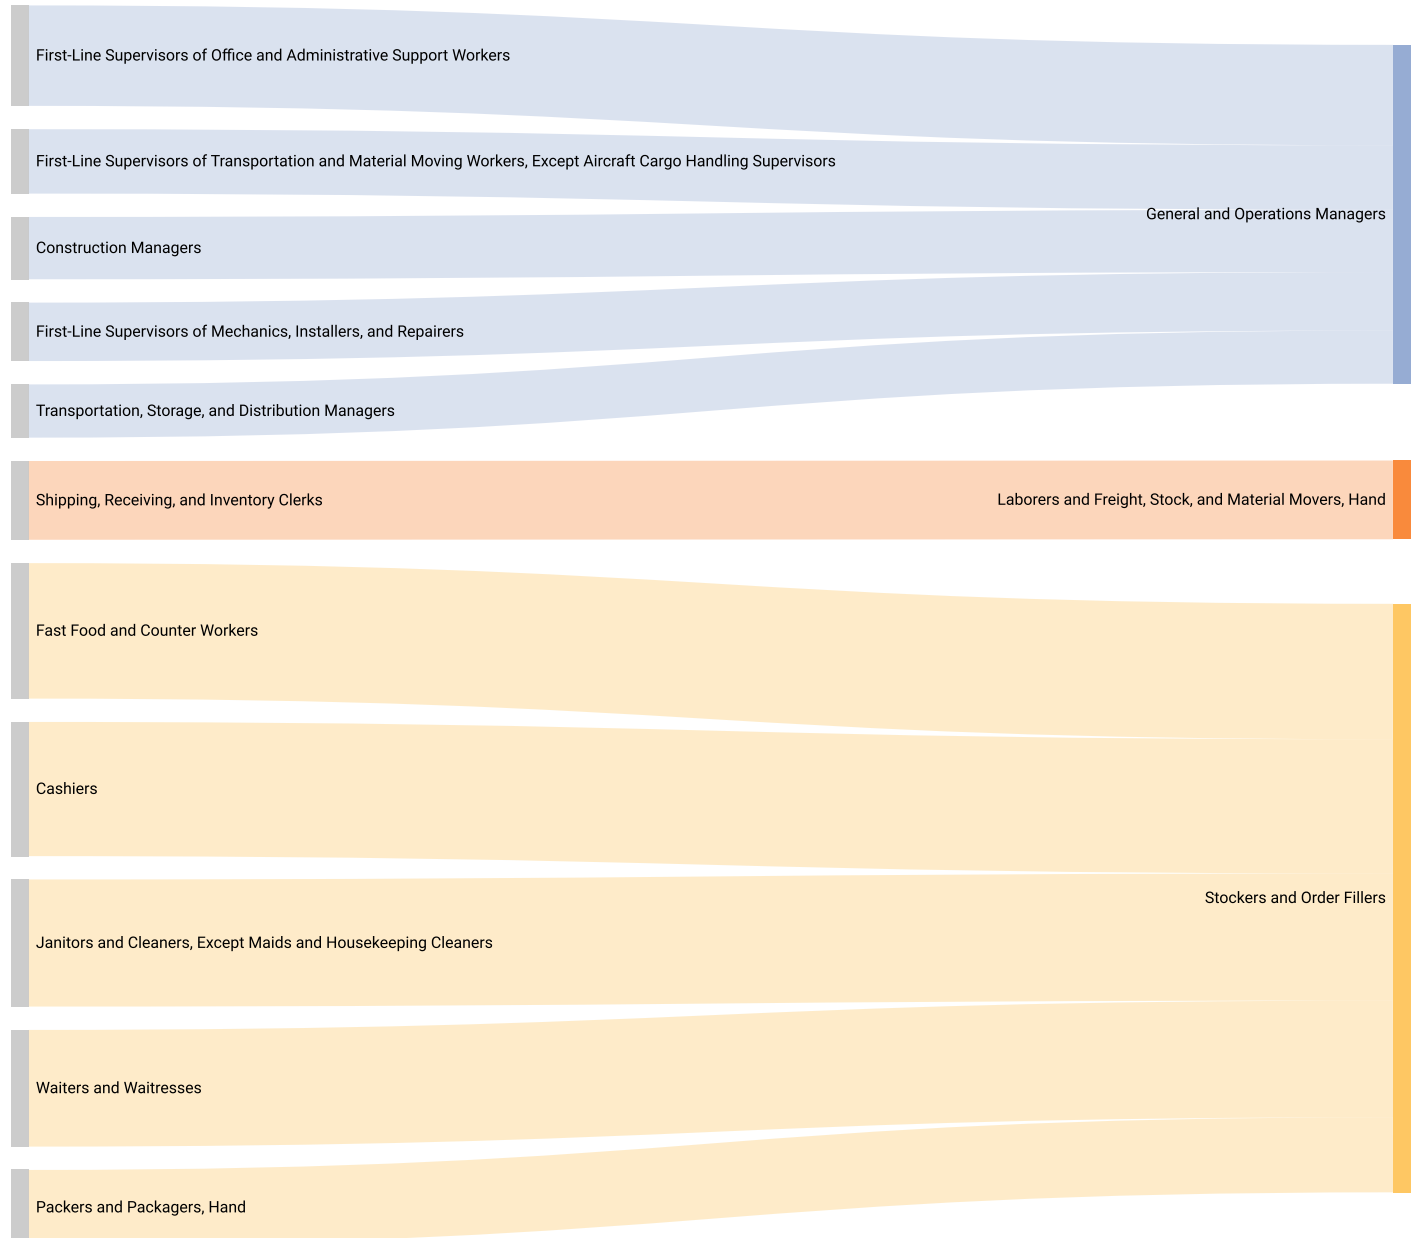 First-Line Supervisors of Office and Administrative Support Workers
First-Line Supervisors of Transportation and Material Moving Workers, Except Aircraft Cargo Handling Supervisors
General and Operations Managers
Construction Managers
First-Line Supervisors of Mechanics, Installers, and Repairers
Transportation, Storage, and Distribution Managers
Shipping, Receiving, and Inventory Clerks
Laborers and Freight, Stock, and Material Movers, Hand
Fast Food and Counter Workers
Cashiers
Stockers and Order Fillers
Janitors and Cleaners, Except Maids and Housekeeping Cleaners
Waiters and Waitresses
Packers and Packagers, Hand